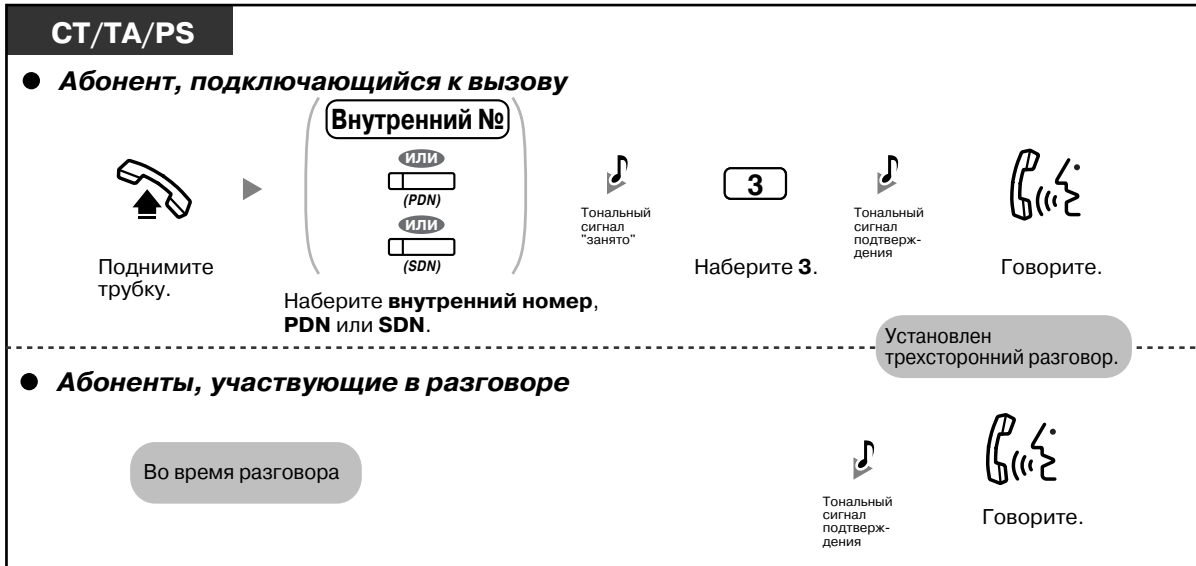 CT/TA/PS
● Абонент, подключающийся к вызову
Внутренний №
или
(PDN)
или
(SDN)
Поднимите
трубку.
Наберите внутренний номер,
PDN или SDN.
Тональный
сигнал
"занято"
3
Наберите 3.
Тональный
сигнал
подтверж-
дения
Говорите.
Установлен
трехсторонний разговор.
● Абоненты, участвующие в разговоре
Во время разговора
Тональный
сигнал
подтверж-
дения
Говорите.